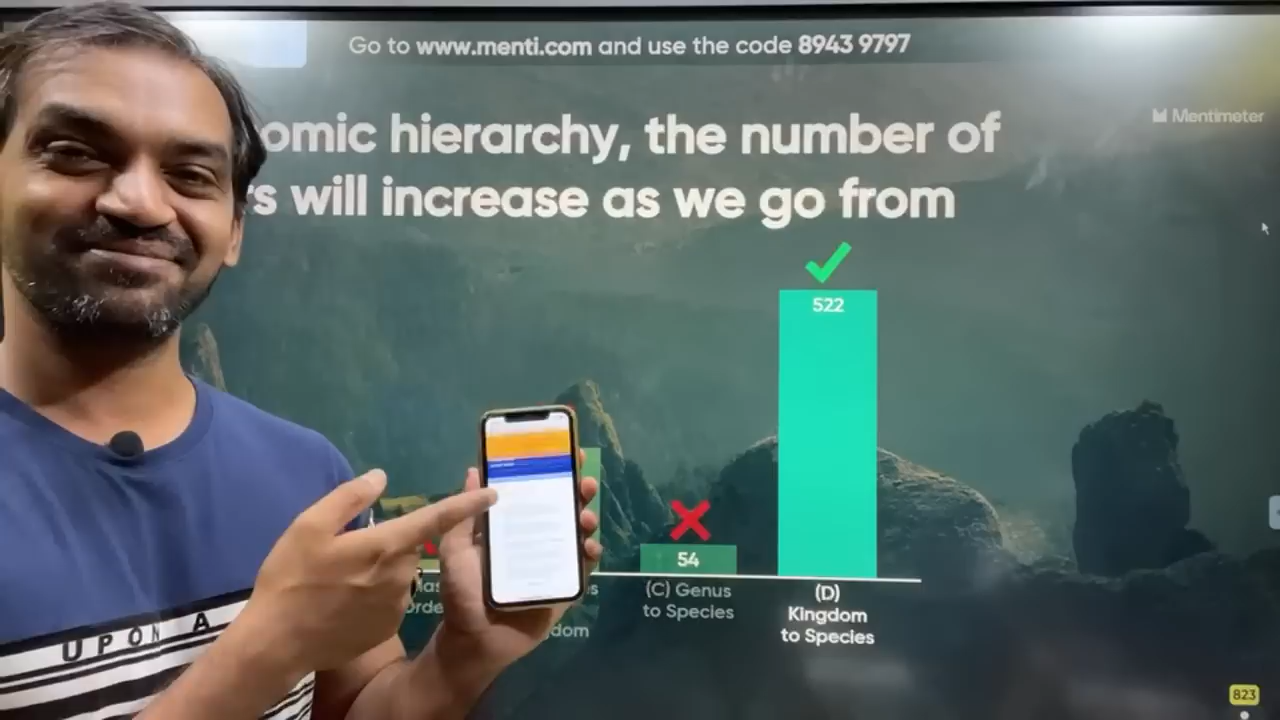 Go to www.menti.com and use the code 8943 9797
Mentimeter
omic hierarchy, the number of
s will increase as we go from
522
54
(C) Genus
to Species
(D)
Kingdom
to Species
dom
UPON A
823